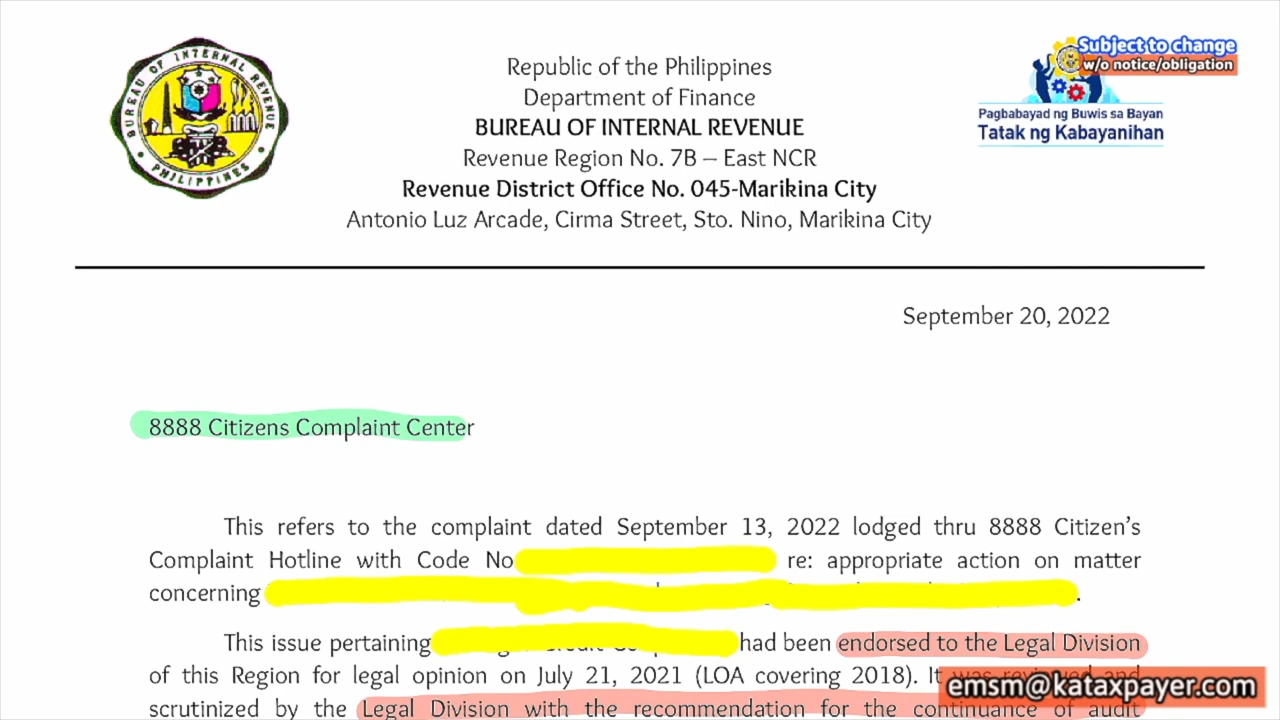 BUREAU OF INTERNAL REVENUE
PHILIPPINES
Republic of the Philippines
Department of Finance
BUREAU OF INTERNAL REVENUE
Revenue Region No. 7B – East NCR
Revenue District Office No. 045-Marikina City
Antonio Luz Arcade, Cirma Street, Sto. Nino, Marikina City
Subject to change
w/o notice/obligation
Pagbabayad ng Buwis sa Bayan
Tatak ng Kabayanihan
September 20, 2022
8888 Citizens Complaint Center
This refers to the complaint dated September 13, 2022 lodged thru 8888 Citizen's
Complaint Hotline with Code No re: appropriate action on matter
concerning .
This issue pertaining had been endorsed to the Legal Division
of this Region for legal opinion on July 21, 2021 (LOA covering 2018). It was and
scrutinized by the Legal Division with the recommendation for the continuance of audit
emsm@kataxpayer.com